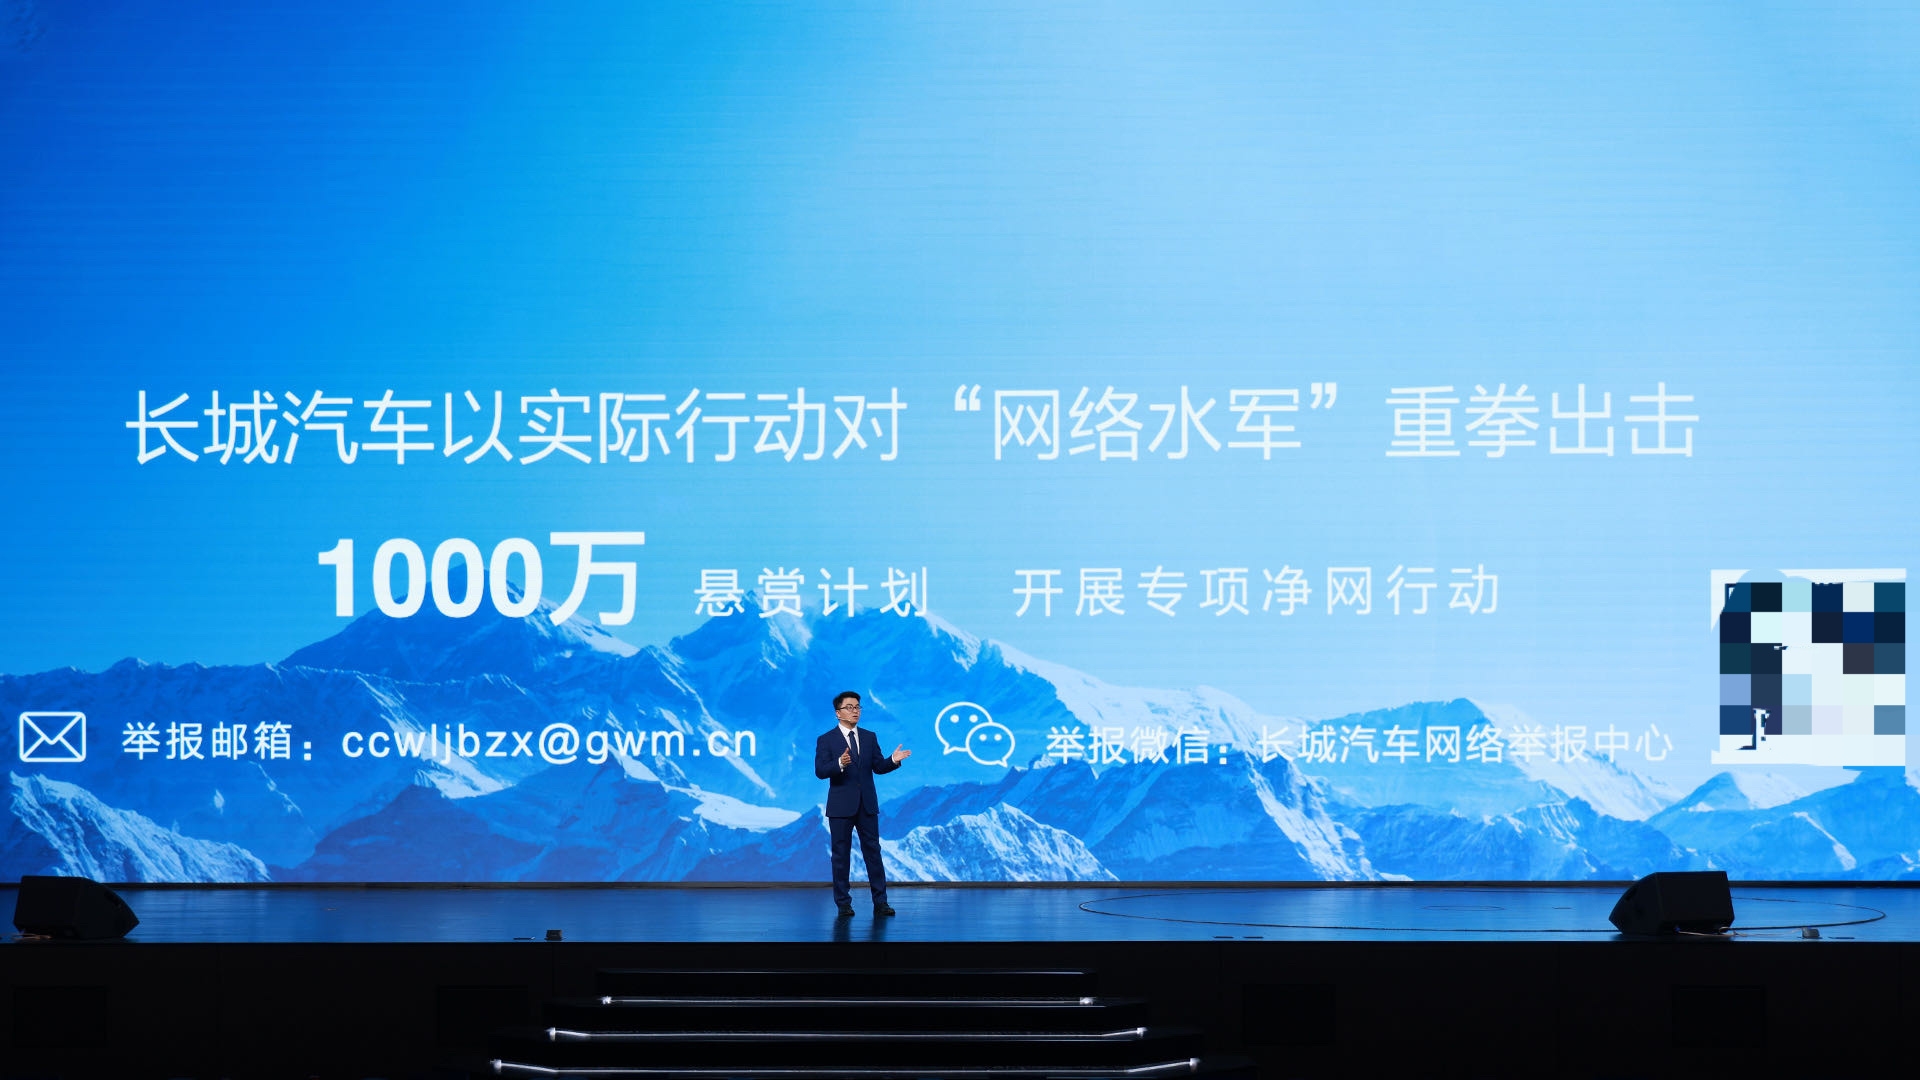 长城汽车以实际行动对“网络水军”重拳出击
1000万 悬赏计划 开展专项净网行动
举报邮箱：ccwljbzx@gwm.cn
举报微信：长城汽车网络举报中心